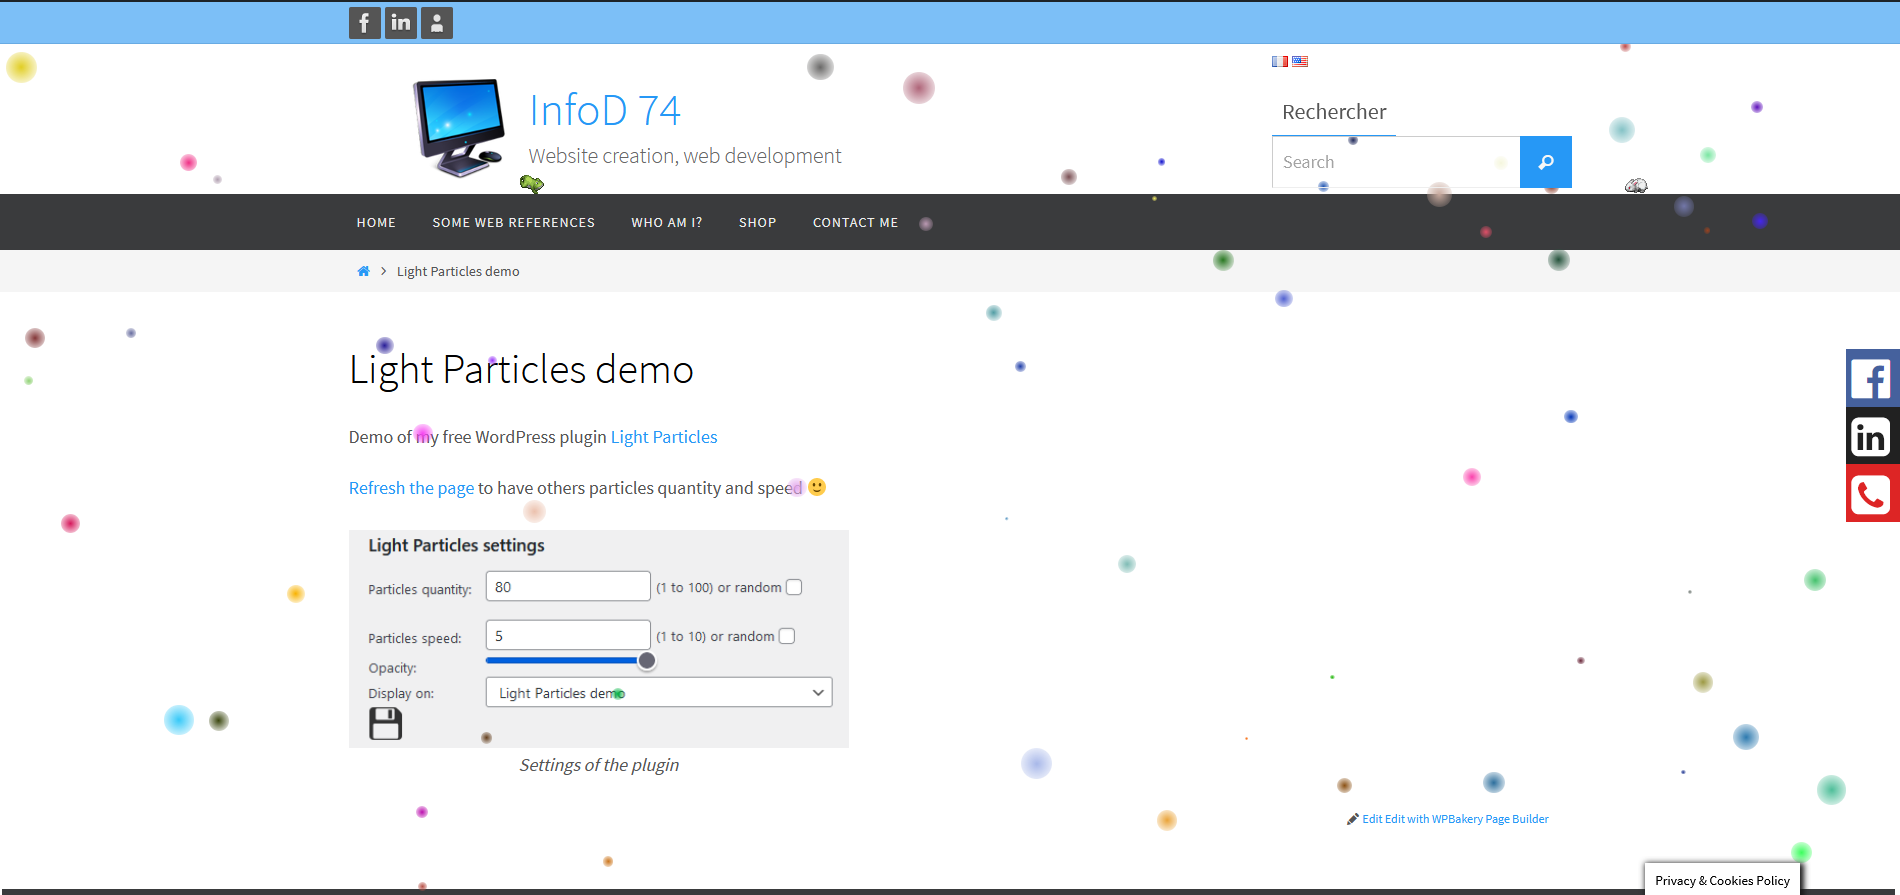 InfoD 74
Website creation, web development
Rechercher
Search
HOME SOME WEB REFERENCES WHO AM I? SHOP CONTACT ME
Light Particles demo
Light Particles demo
Demo of my free WordPress plugin Light Particles
Refresh the page to have others particles quantity and speed
Light Particles settings
Particles quantity: 80 (1 to 100) or random
Particles speed: 5 (1 to 10) or random
Opacity:
Display on: Light Particles demo
Settings of the plugin
Edit Edit with WPBakery Page Builder
Privacy & Cookies Policy